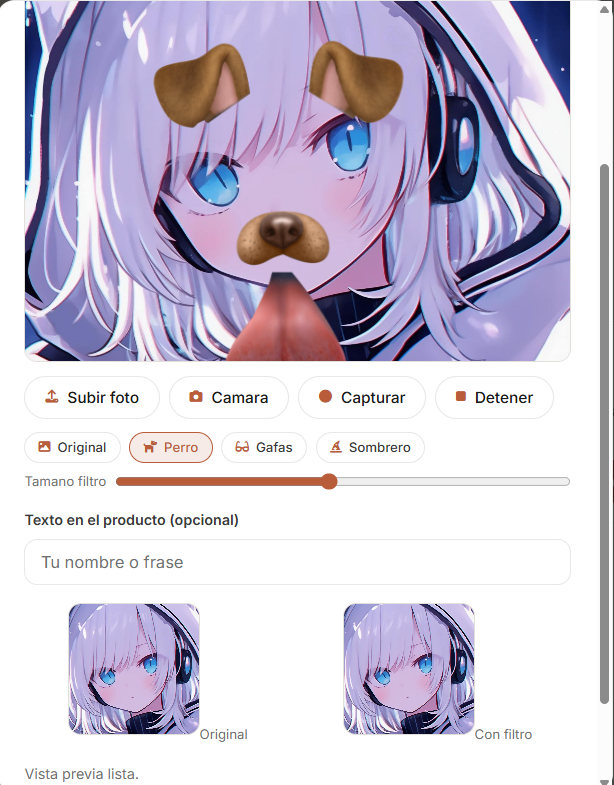 Subir foto Camara Capturar Detener
Original Perro Gafas Sombrero
Tamano filtro
Texto en el producto (opcional)
Tu nombre o frase
Original Con filtro
Vista previa lista.